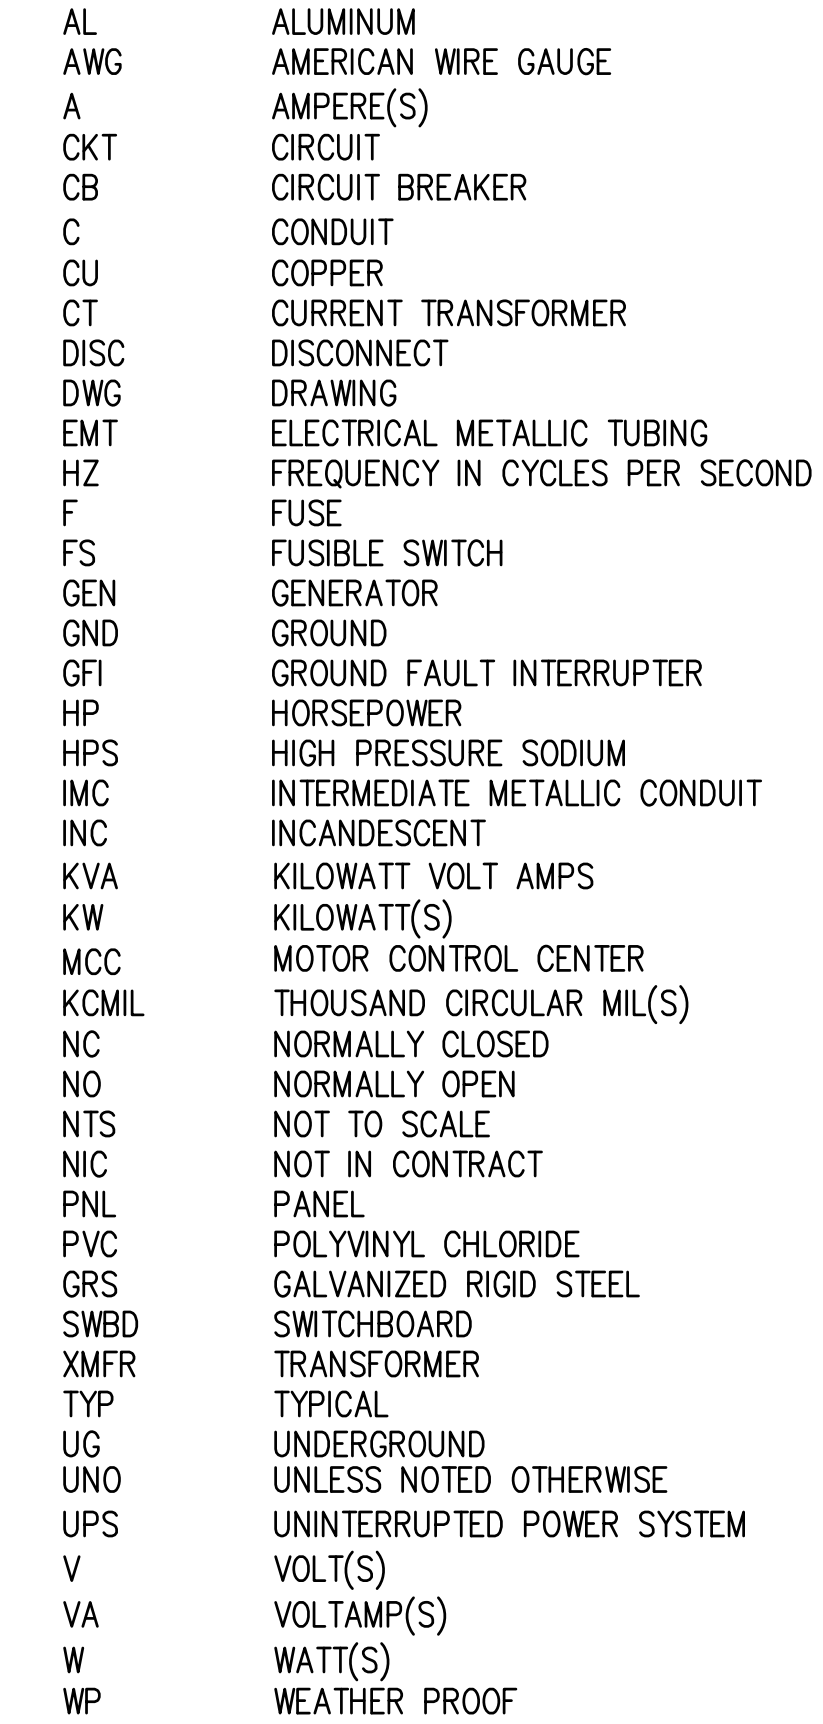 AL ALUMINUM
AWG AMERICAN WIRE GAUGE
A AMPERE(S)
CKT CIRCUIT
CB CIRCUIT BREAKER
C CONDUIT
CU COPPER
CT CURRENT TRANSFORMER
DISC DISCONNECT
DWG DRAWING
EMT ELECTRICAL METALLIC TUBING
HZ FREQUENCY IN CYCLES PER SECOND
F FUSE
FS FUSIBLE SWITCH
GEN GENERATOR
GND GROUND
GFI GROUND FAULT INTERRUPTER
HP HORSEPOWER
HPS HIGH PRESSURE SODIUM
IMC INTERMEDIATE METALLIC CONDUIT
INC INCANDESCENT
KVA KILOWATT VOLT AMPS
KW KILOWATT(S)
MCC MOTOR CONTROL CENTER
KCMIL THOUSAND CIRCULAR MIL(S)
NC NORMALLY CLOSED
NO NORMALLY OPEN
NTS NOT TO SCALE
NIC NOT IN CONTRACT
PNL PANEL
PVC POLYVINYL CHLORIDE
GRS GALVANIZED RIGID STEEL
SWBD SWITCHBOARD
XMFR TRANSFORMER
TYP TYPICAL
UG UNDERGROUND
UNO UNLESS NOTED OTHERWISE
UPS UNINTERRUPTED POWER SYSTEM
V VOLT(S)
VA VOLTAMP(S)
W WATT(S)
WP WEATHER PROOF